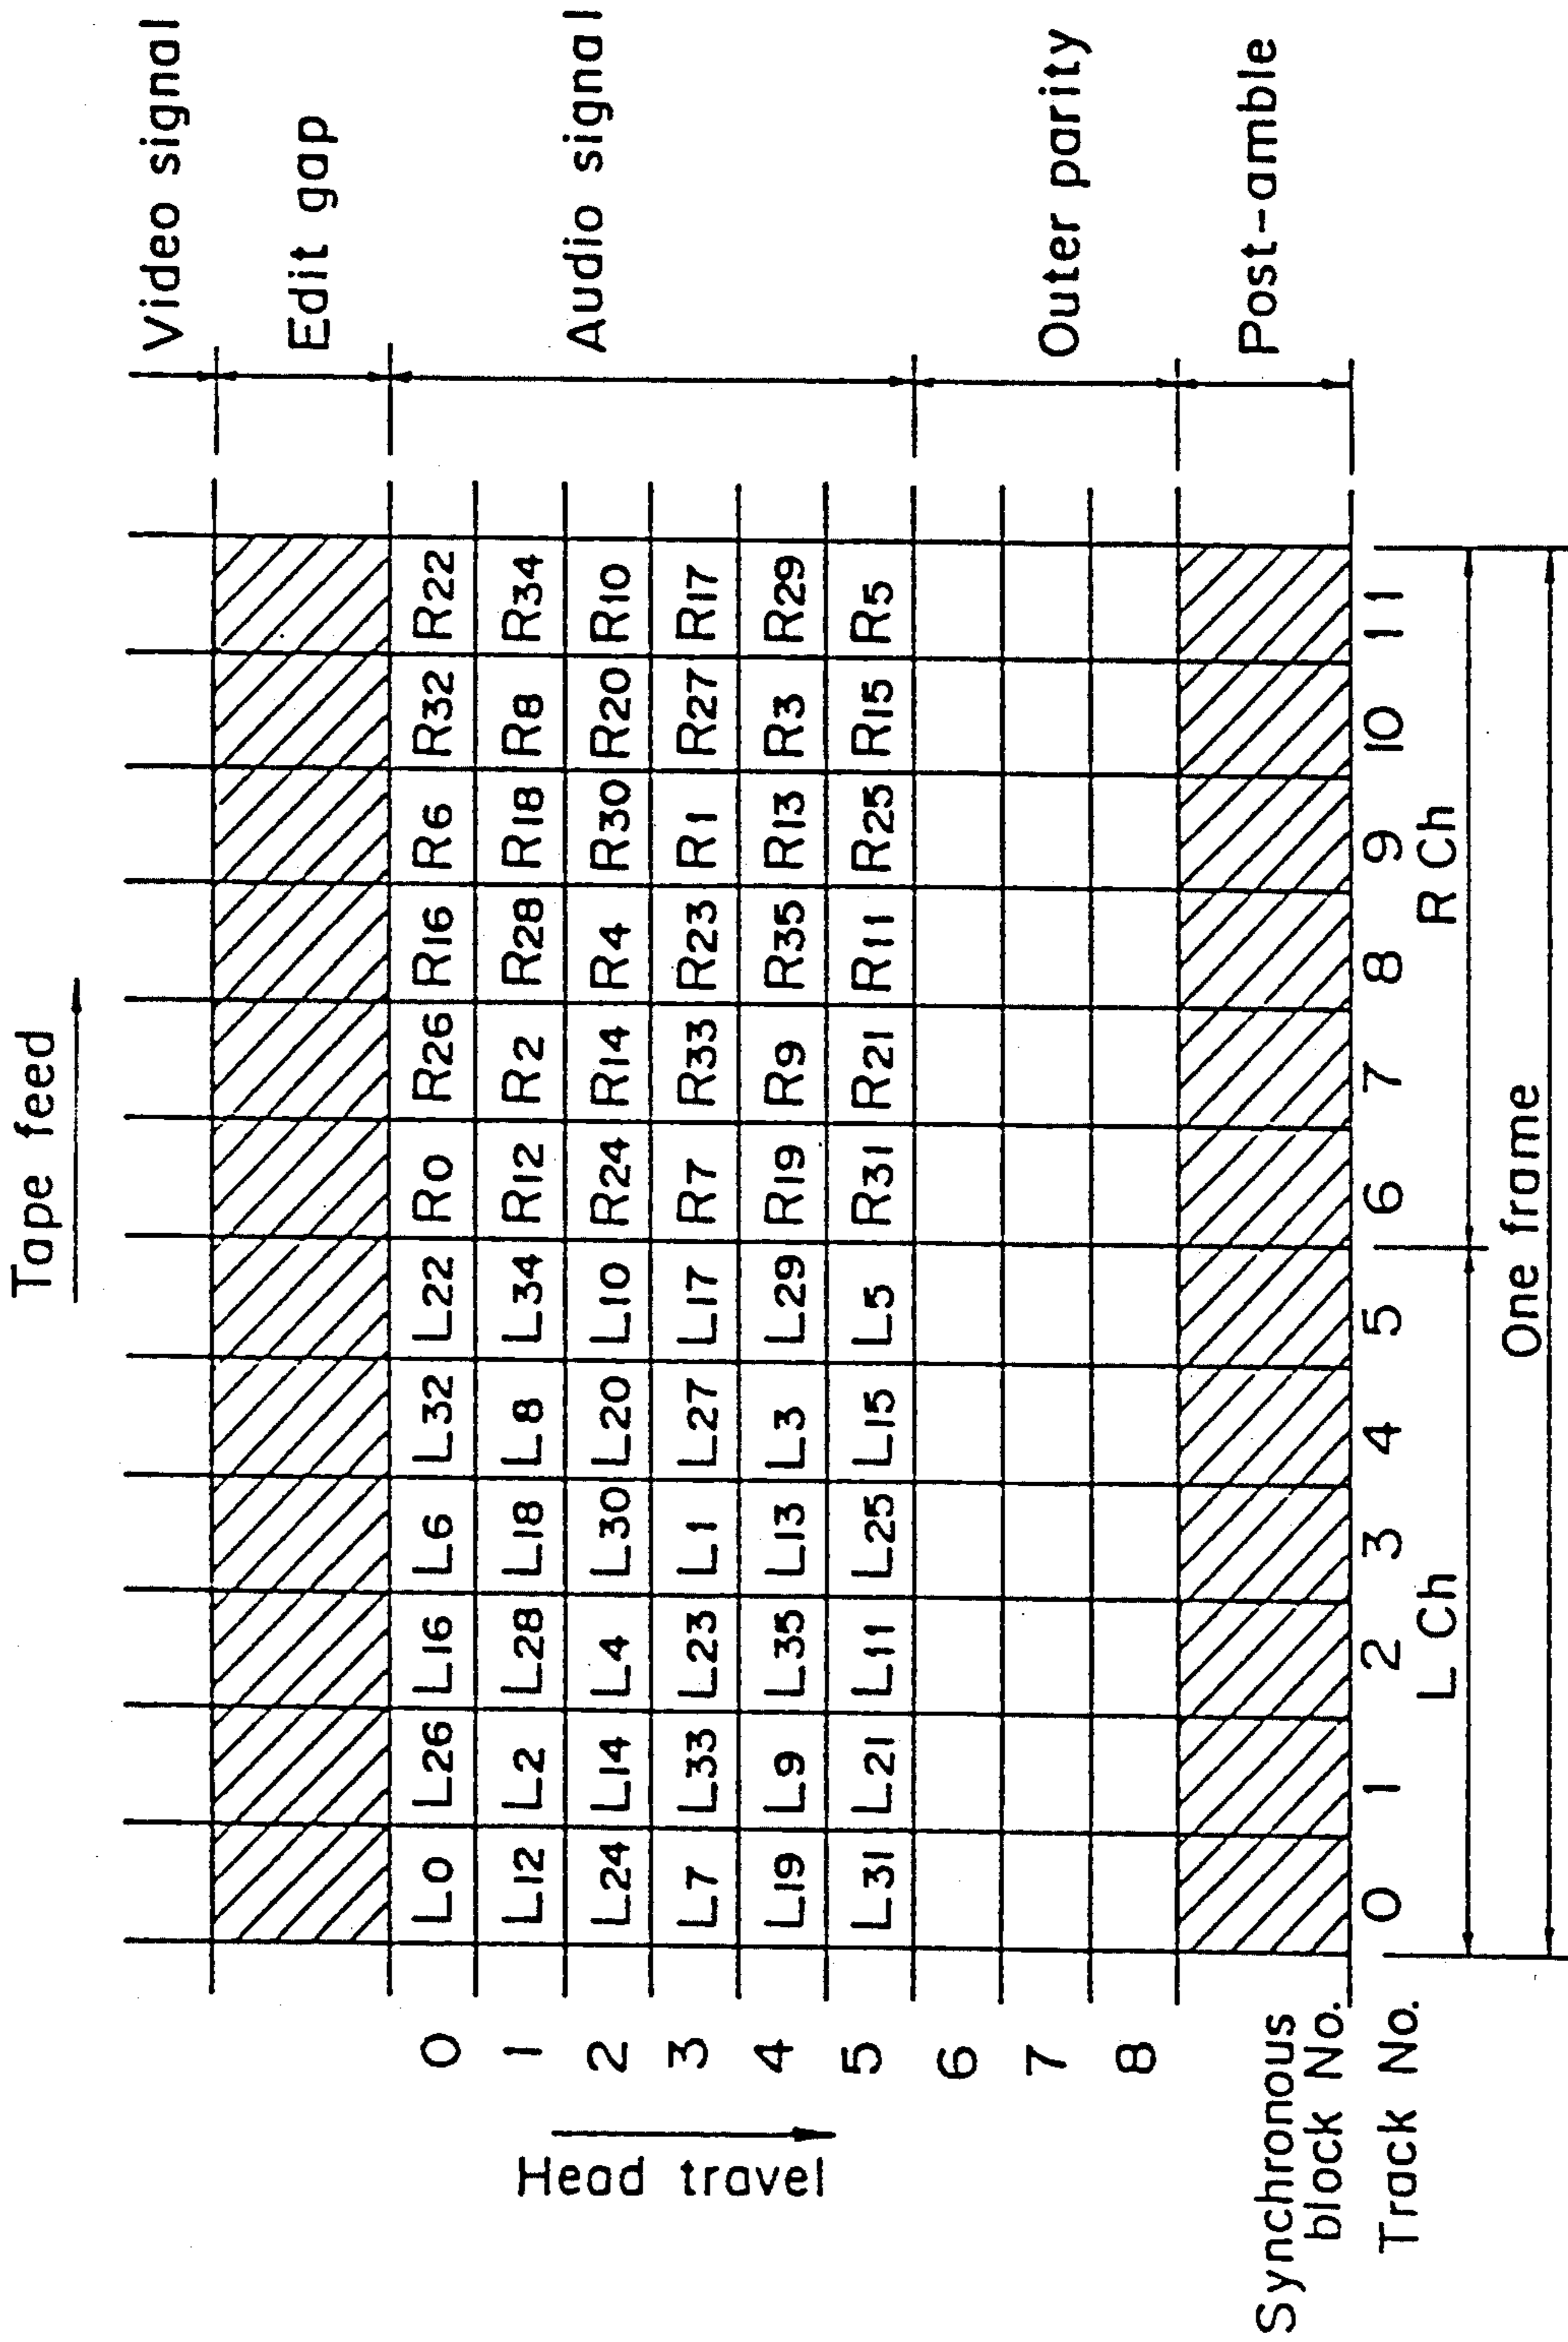 Tape feed
Video signal
Edit gap
0 L0 L26 L16 L6 L32 L22 R0 R26 R16 R6 R32 R22
1 L12 L2 L28 L18 L8 L34 R12 R2 R28 R18 R8 R34
2 L24 L14 L4 L30 L20 L10 R24 R14 R4 R30 R20 R10
Audio signal
3 L7 L33 L23 L1 L27 L17 R7 R33 R23 R1 R27 R17
4 L19 L9 L35 L13 L3 L29 R19 R9 R35 R13 R3 R29
5 L31 L21 L11 L25 L15 L5 R31 R21 R11 R25 R15 R5
Head travel
6
7
8
Outer parity
Post-amble
Synchronous
block No.
Track No. 0 1 2 3 4 5 6 7 8 9 10 11
L Ch R Ch
One frame